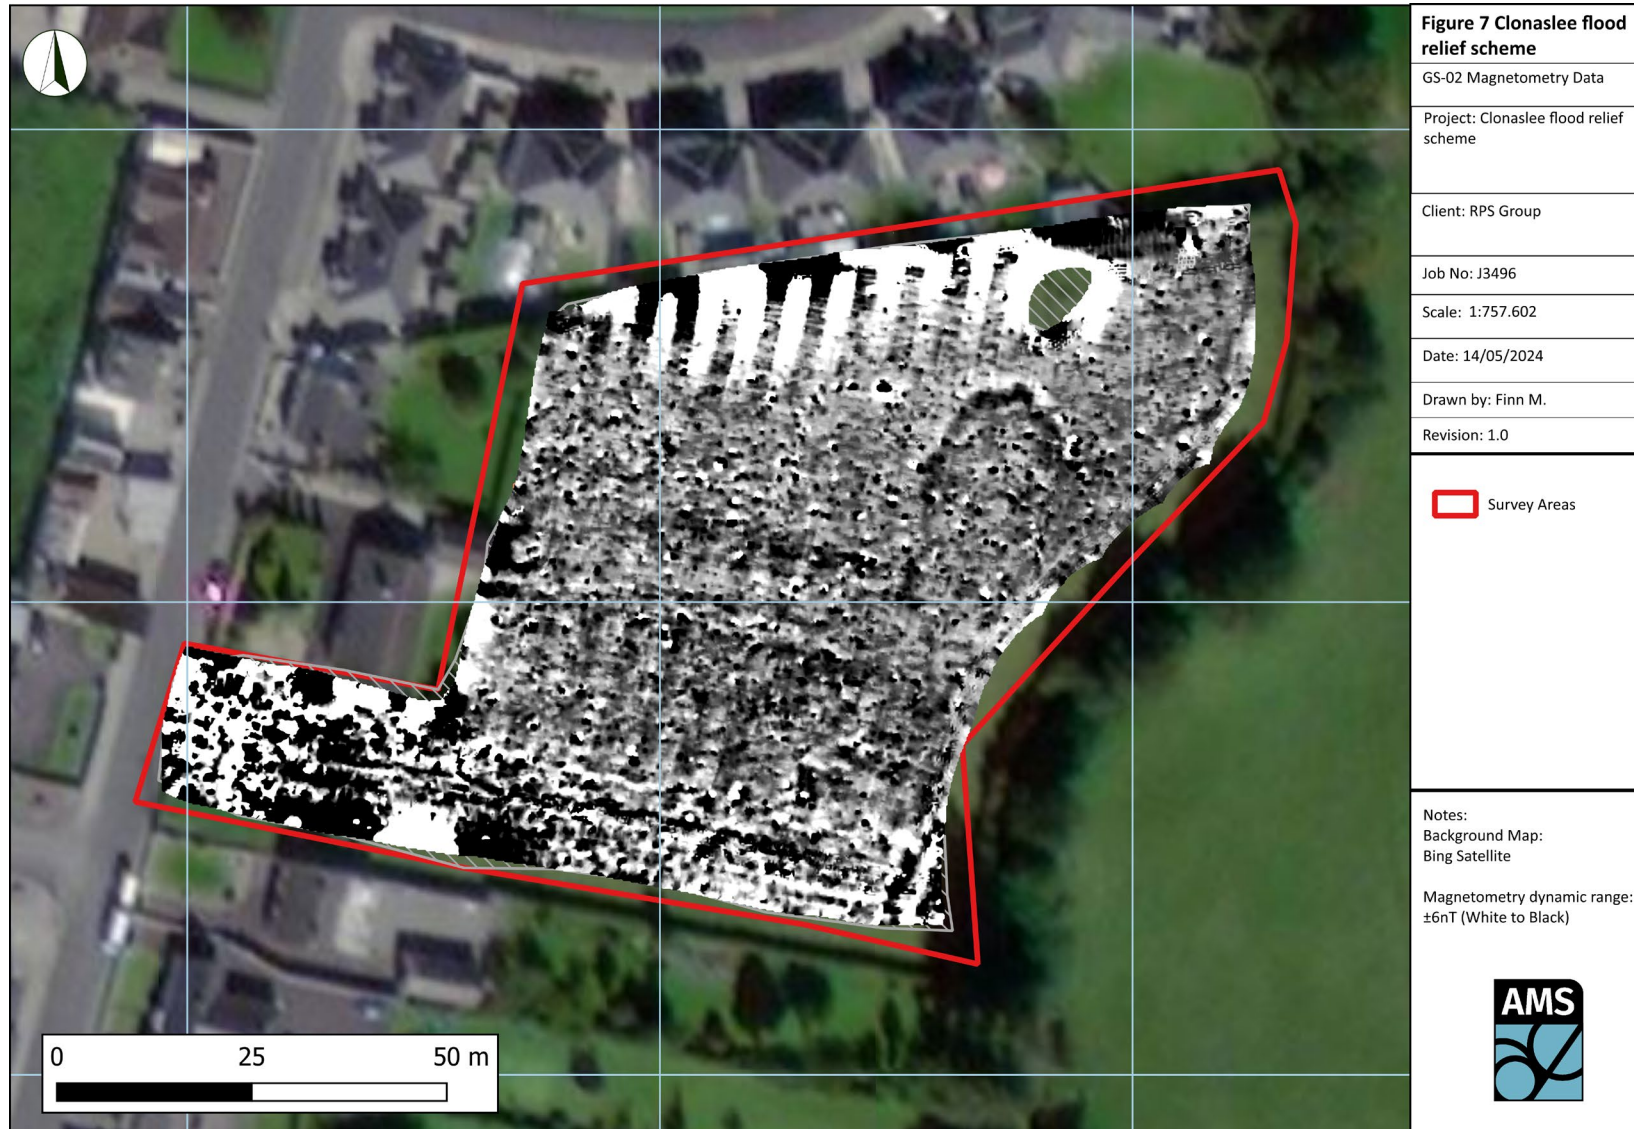 Figure 7 Clonaslee flood
relief scheme
GS-02 Magnetometry Data
Project: Clonaslee flood relief
scheme
Client: RPS Group
Job No: J3496
Scale: 1:757.602
Date: 14/05/2024
Drawn by: Finn M.
Revision: 1.0
Survey Areas
Notes:
Background Map:
Bing Satellite
Magnetometry dynamic range:
±6nT (White to Black)
AMS
0 25 50 m